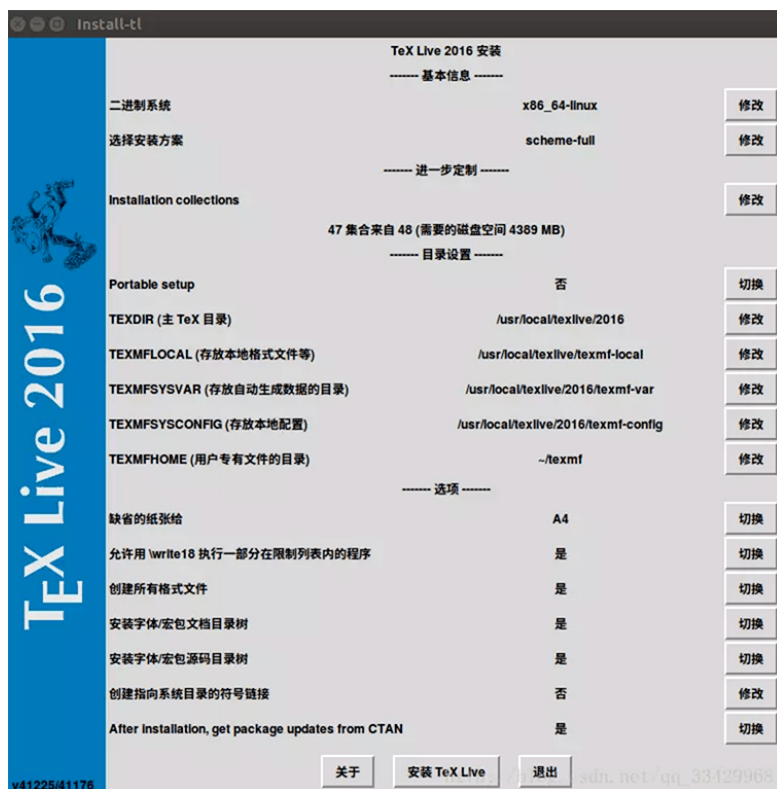 Install-tl
TeX Live 2016 安装
------- 基本信息 -------
二进制系统 x86_64-linux 修改
选择安装方案 scheme-full 修改
------- 进一步定制 -------
Installation collections 修改
47 集合来自 48 (需要的磁盘空间 4389 MB)
------- 目录设置 -------
Portable setup 否 切换
TEXDIR (主 TeX 目录) /usr/local/texlive/2016 修改
TEXMFLOCAL (存放本地格式文件等) /usr/local/texlive/texmf-local 修改
TEXMFSYSVAR (存放自动生成数据的目录) /usr/local/texlive/2016/texmf-var 修改
TEXMFSYSCONFIG (存放本地配置) /usr/local/texlive/2016/texmf-config 修改
TEXMFHOME (用户专有文件的目录) ~/texmf 修改
------- 选项 -------
缺省的纸张给 A4 切换
允许用 \write18 执行一部分在限制列表内的程序 是 切换
创建所有格式文件 是 切换
安装字体/宏包文档目录树 是 切换
安装字体/宏包源码目录树 是 切换
创建指向系统目录的符号链接 否 修改
After installation, get package updates from CTAN 是 切换
关于 安装 TeX Live 退出
TEX Live 2016
v41225/41176
sdn.net/qq_33429968